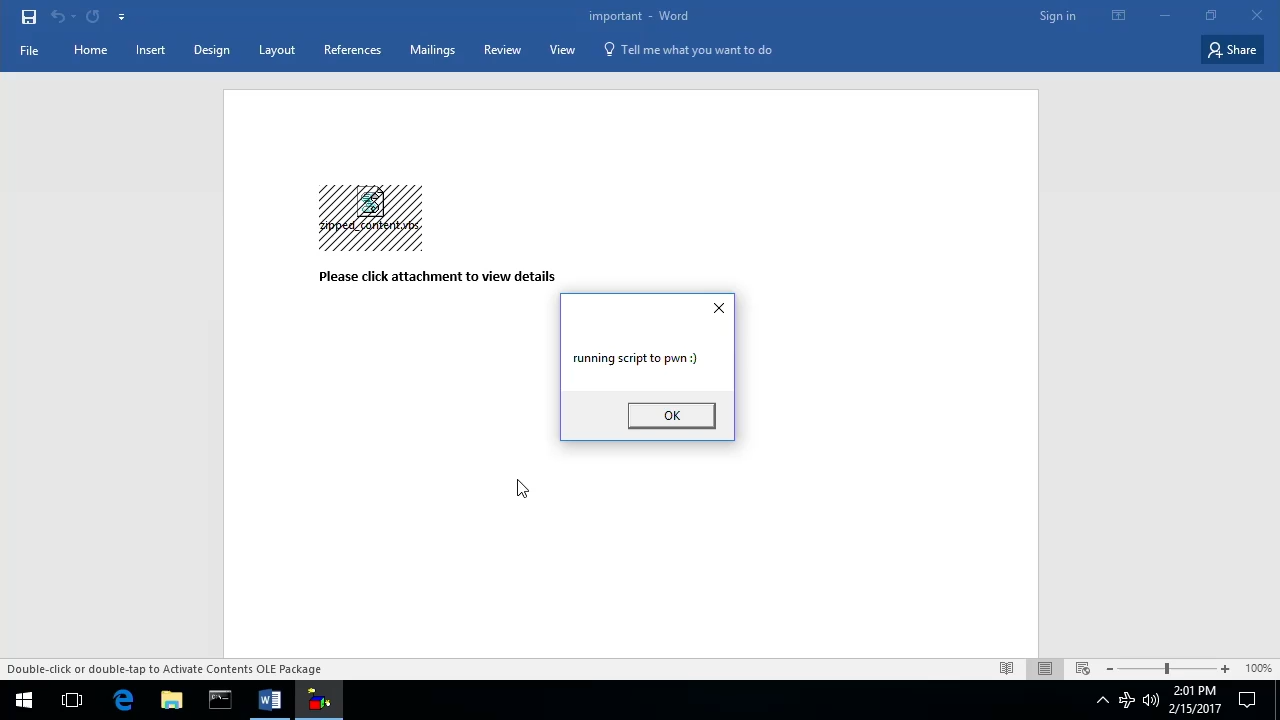 important - Word
Sign in
File Home Insert Design Layout References Mailings Review View Tell me what you want to do Share
zipped_content.vbs
Please click attachment to view details
running script to pwn :)
OK
Double-click or double-tap to Activate Contents OLE Package
100%
2:01 PM
2/15/2017